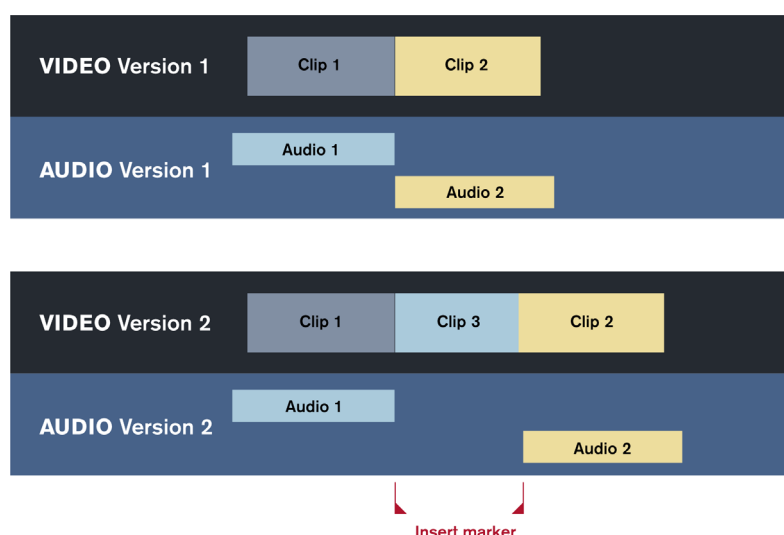 VIDEO Version 1
Clip 1
Clip 2
AUDIO Version 1
Audio 1
Audio 2
VIDEO Version 2
Clip 1
Clip 3
Clip 2
AUDIO Version 2
Audio 1
Audio 2
Insert marker